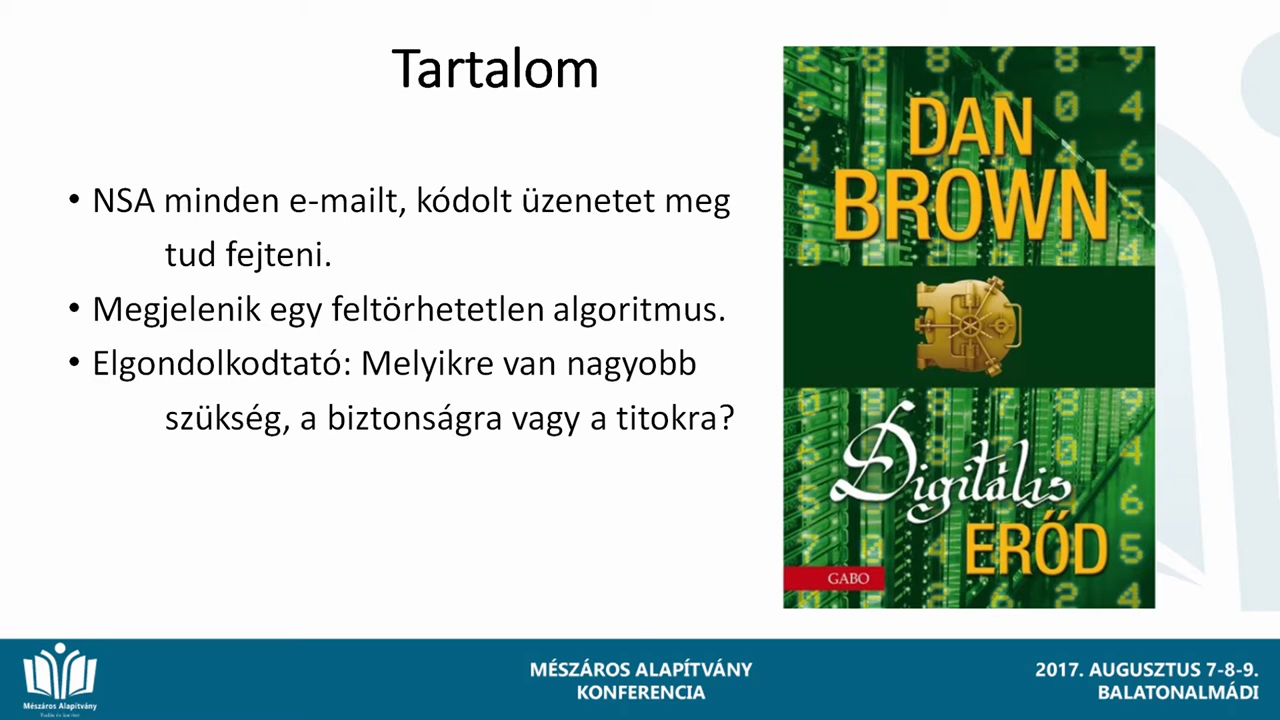 Tartalom
• NSA minden e-mailt, kódolt üzenetet meg
tud fejteni.
• Megjelenik egy feltörhetetlen algoritmus.
• Elgondolkodtató: Melyikre van nagyobb
szükség, a biztonságra vagy a titokra?
DAN
BROWN
Digitális
ERŐD
GABO
Mészáros Alapítvány
MÉSZÁROS ALAPÍTVÁNY
KONFERENCIA
2017. AUGUSZTUS 7-8-9.
BALATONALMÁDI